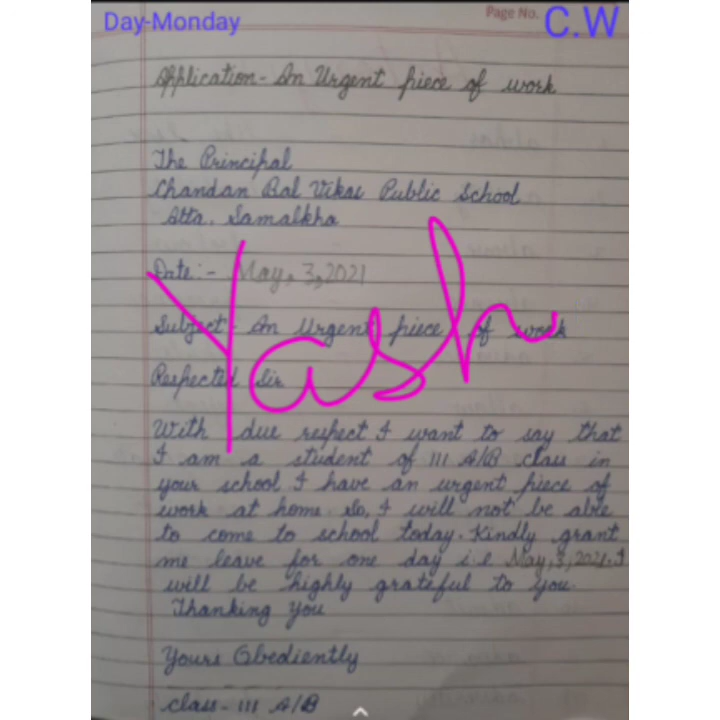 Day-Monday
Page No. C.W
Application- An Urgent piece of work
The Principal
Chandan Bal Vikas Public School
Atta, Samalkha
Date:- May, 3, 2021
Yash
Subject- An Urgent piece of work
Respected Sir
With due respect I want to say that
I am a student of III A/B class in
your school I have an urgent piece of
work at home. So, I will not be able
to come to school today. Kindly grant
me leave for one day i.e May, 3, 2021. I
will be highly grateful to you.
Thanking You
Yours Obediently
class- III A/B